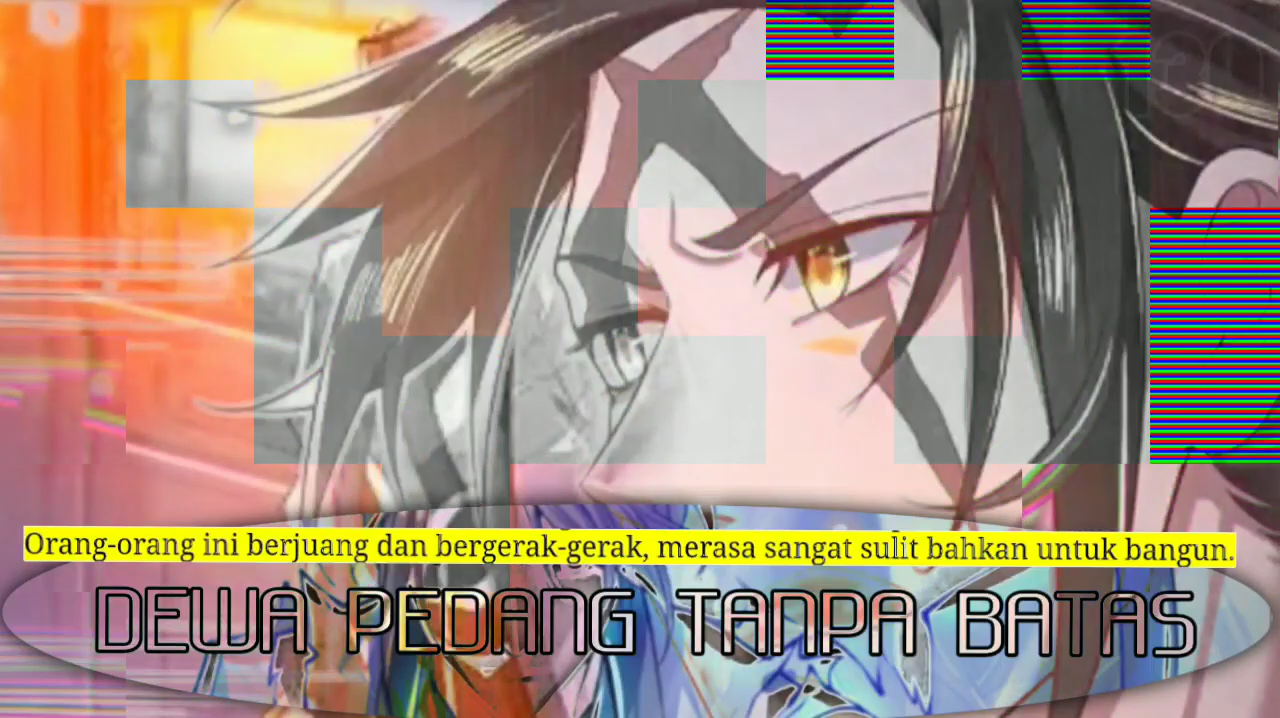 Orang-orang ini berjuang dan bergerak-gerak, merasa sangat sulit bahkan untuk bangun.
DEWA PEDANG TANPA BATAS